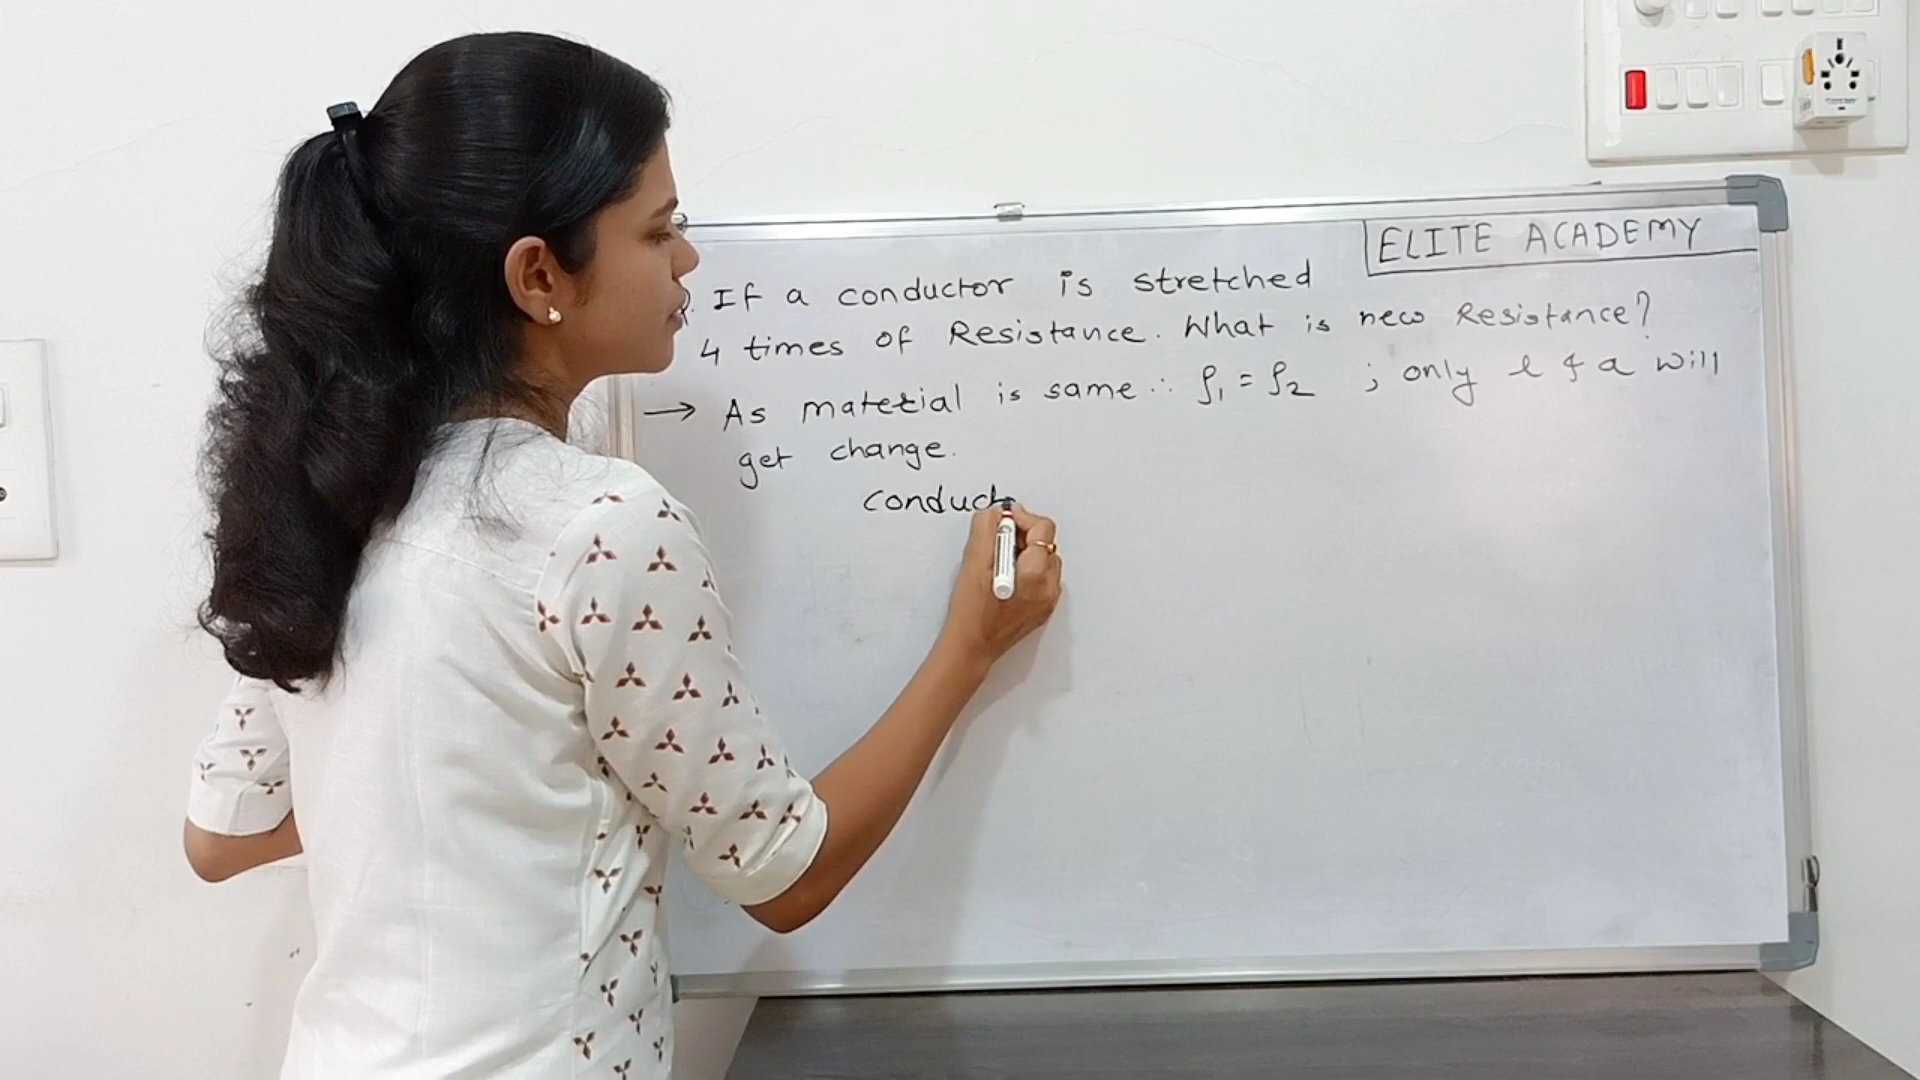 ELITE ACADEMY
If a conductor is stretched
4 times of Resistance. What is new Resistance?
→ As material is same ∴ ρ₁ = ρ₂ ; only l & a will
get change.
conduct